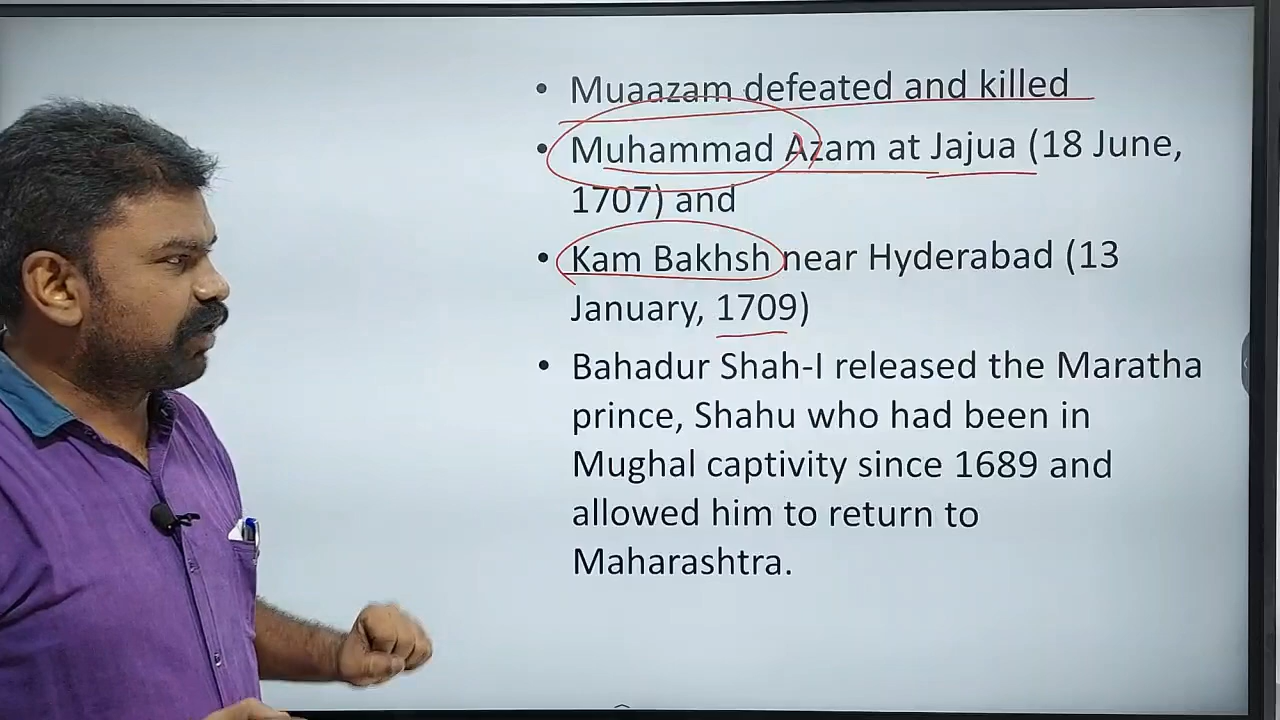 • Muaazam defeated and killed
• Muhammad Azam at Jajua (18 June,
1707) and
• Kam Bakhsh near Hyderabad (13
January, 1709)
• Bahadur Shah-I released the Maratha
prince, Shahu who had been in
Mughal captivity since 1689 and
allowed him to return to
Maharashtra.